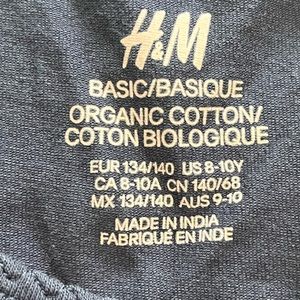 H&M
BASIC/BASIQUE
ORGANIC COTTON/
COTON BIOLOGIQUE
EUR 134/140 US 8-10Y
CA 8-10A CN 140/68
MX 134/140 AUS 9-10
MADE IN INDIA
FABRIQUÉ EN INDE